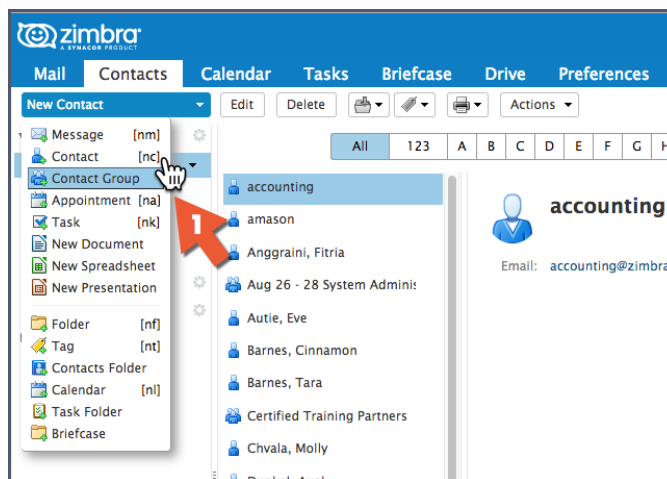 zimbra
A SYNACOR PRODUCT
Mail Contacts Calendar Tasks Briefcase Drive Preferences
New Contact Edit Delete Actions
All 123 A B C D E F G H
Message [nm]
Contact [nc]
Contact Group
Appointment [na]
Task [nk]
New Document
New Spreadsheet
New Presentation
Folder [nf]
Tag [nt]
Contacts Folder
Calendar [nl]
Task Folder
Briefcase
1
accounting
amason
Anggraini, Fitria
Aug 26 - 28 System Adminis
Autie, Eve
Barnes, Cinnamon
Barnes, Tara
Certified Training Partners
Chvala, Molly
accounting
Email: accounting@zimbra